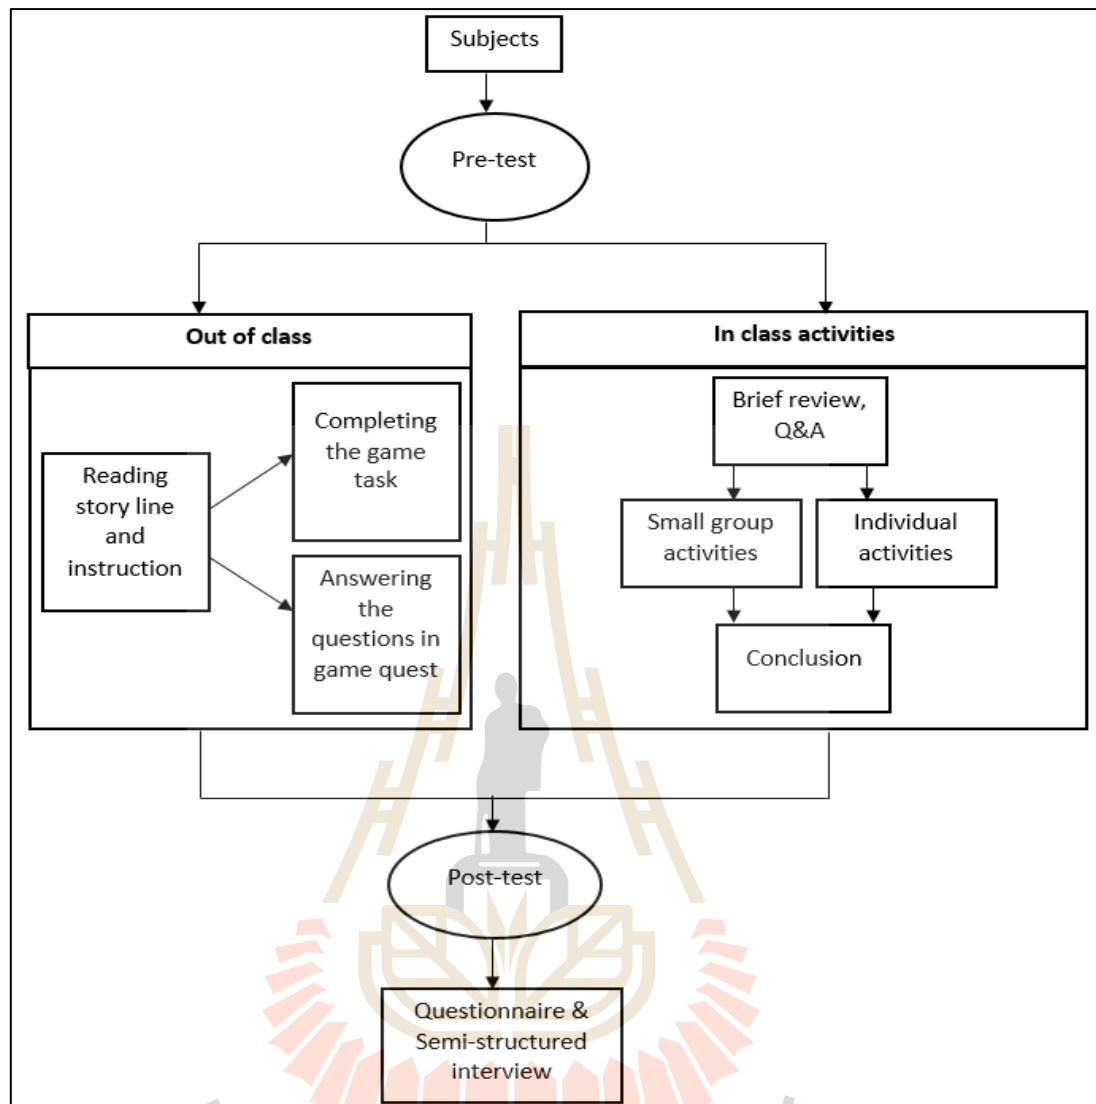 Subjects
Pre-test
Out of class
Reading
story line
and
instruction
Completing
the game
task
Answering
the
questions in
game quest
In class activities
Brief review,
Q&A
Small group
activities
Individual
activities
Conclusion
Post-test
Questionnaire &
Semi-structured
interview